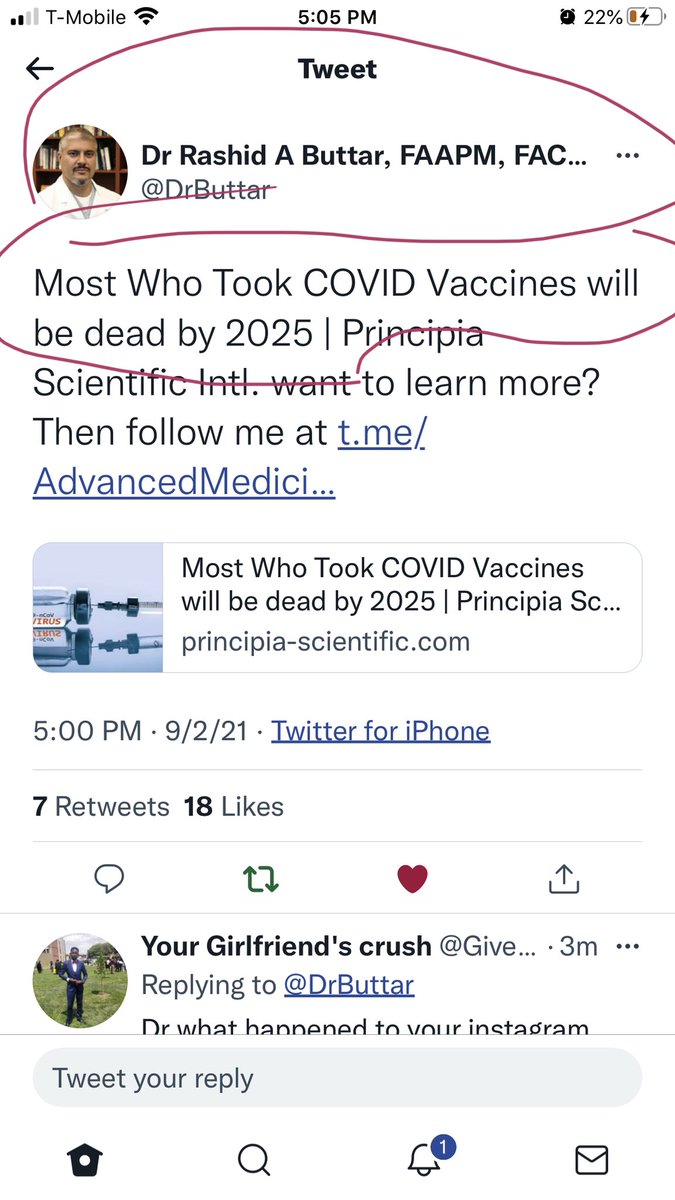 T-Mobile 5:05 PM 22%
Tweet
Dr Rashid A Buttar, FAAPM, FAC...
@DrButtar
Most Who Took COVID Vaccines will
be dead by 2025 | Principia
Scientific Intl. want to learn more?
Then follow me at t.me/
AdvancedMedici...
VIRUS
Most Who Took COVID Vaccines
will be dead by 2025 | Principia Sc...
principia-scientific.com
5:00 PM · 9/2/21 · Twitter for iPhone
7 Retweets 18 Likes
Your Girlfriend's crush @Give... · 3m
Replying to @DrButtar
Dr what happened to your instagram
Tweet your reply
1